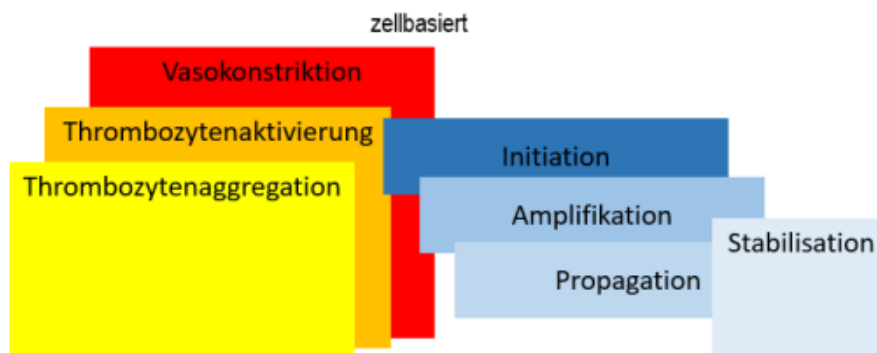 zellbasiert
Vasokonstriktion
Thrombozytenaktivierung
Thrombozytenaggregation
Initiation
Amplifikation
Propagation
Stabilisation